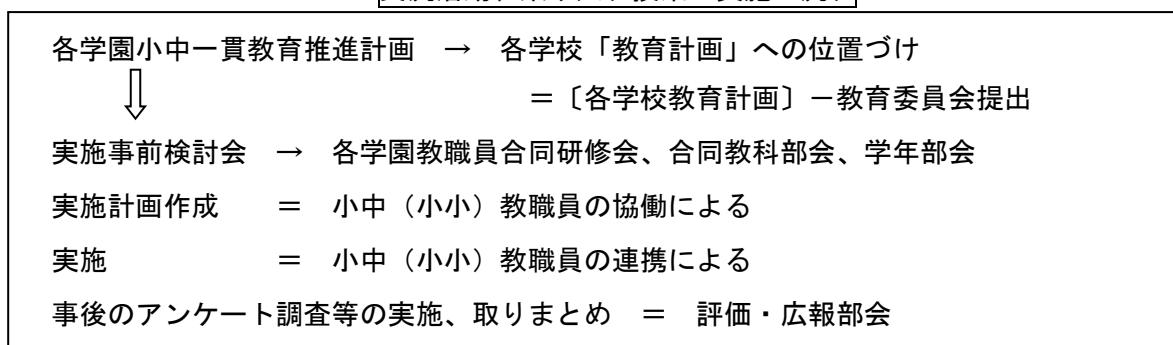 各学園小中一貫教育推進計画　→　各学校「教育計画」への位置づけ
＝〔各学校教育計画〕－教育委員会提出
実施事前検討会　→　各学園教職員合同研修会、合同教科部会、学年部会
実施計画作成　＝　小中（小小）教職員の協働による
実施　＝　小中（小小）教職員の連携による
事後のアンケート調査等の実施、取りまとめ　＝　評価・広報部会